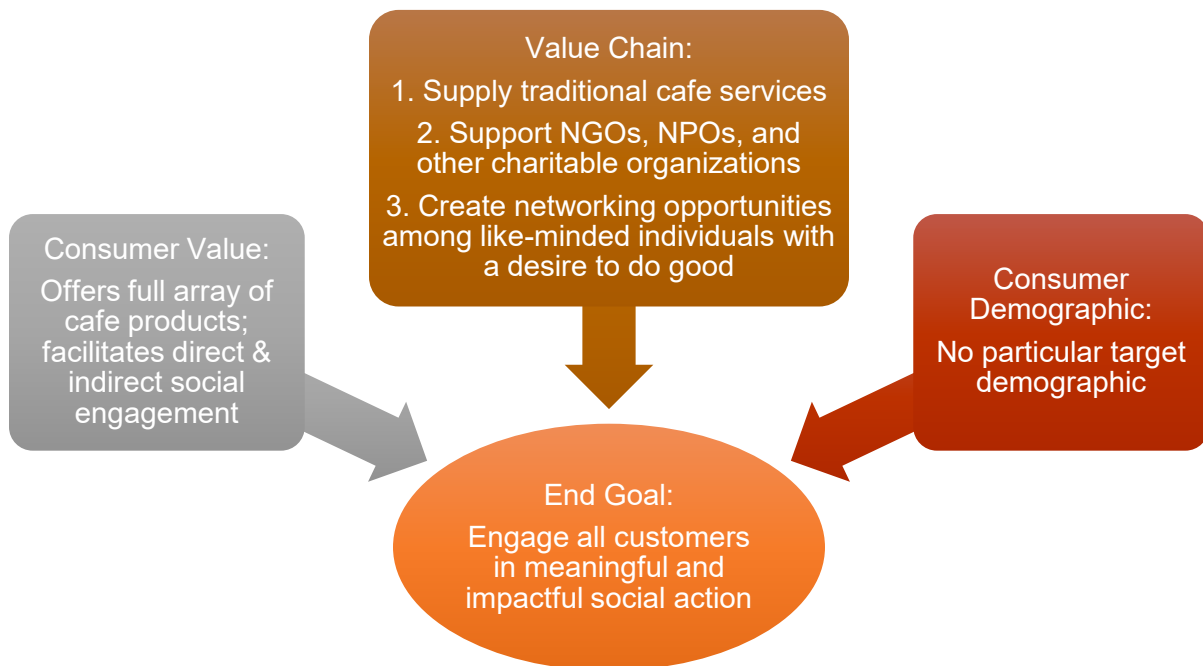 Value Chain:
1. Supply traditional cafe services
2. Support NGOs, NPOs, and
other charitable organizations
3. Create networking opportunities
among like-minded individuals with
a desire to do good
Consumer Value:
Offers full array of
cafe products;
facilitates direct &
indirect social
engagement
Consumer
Demographic:
No particular target
demographic
End Goal:
Engage all customers
in meaningful and
impactful social action